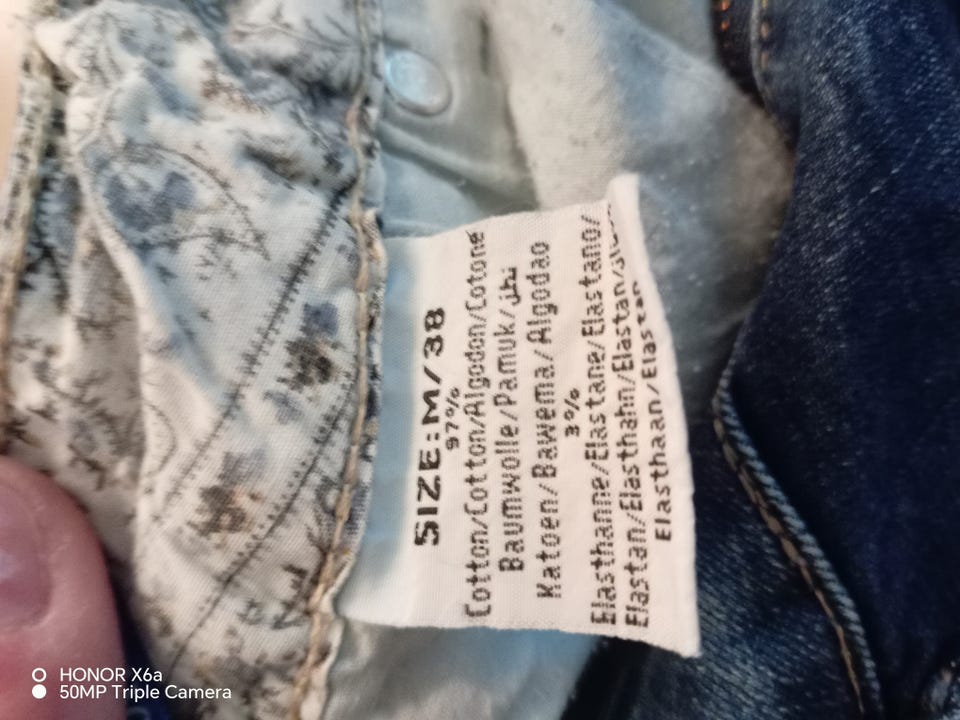 SIZE:M/38
97%
Cotton/Cotton/Algodon/Cotone
Baumwolle/Pamuk/قطن
Katoen/Bawema/Algodao
3%
Elasthanne/Elastane/Elastano/
Elastan/Elasthahn/Elastan/
Elasthaan/Elastan
HONOR X6a
50MP Triple Camera